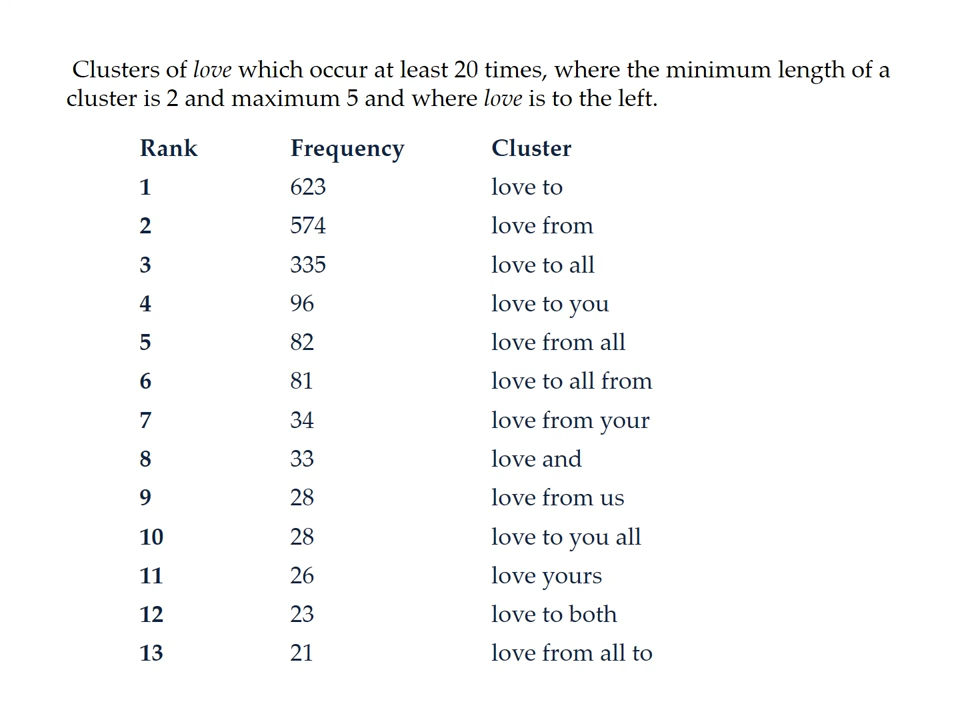 Clusters of love which occur at least 20 times, where the minimum length of a
cluster is 2 and maximum 5 and where love is to the left.
Rank Frequency Cluster
1 623 love to
2 574 love from
3 335 love to all
4 96 love to you
5 82 love from all
6 81 love to all from
7 34 love from your
8 33 love and
9 28 love from us
10 28 love to you all
11 26 love yours
12 23 love to both
13 21 love from all to